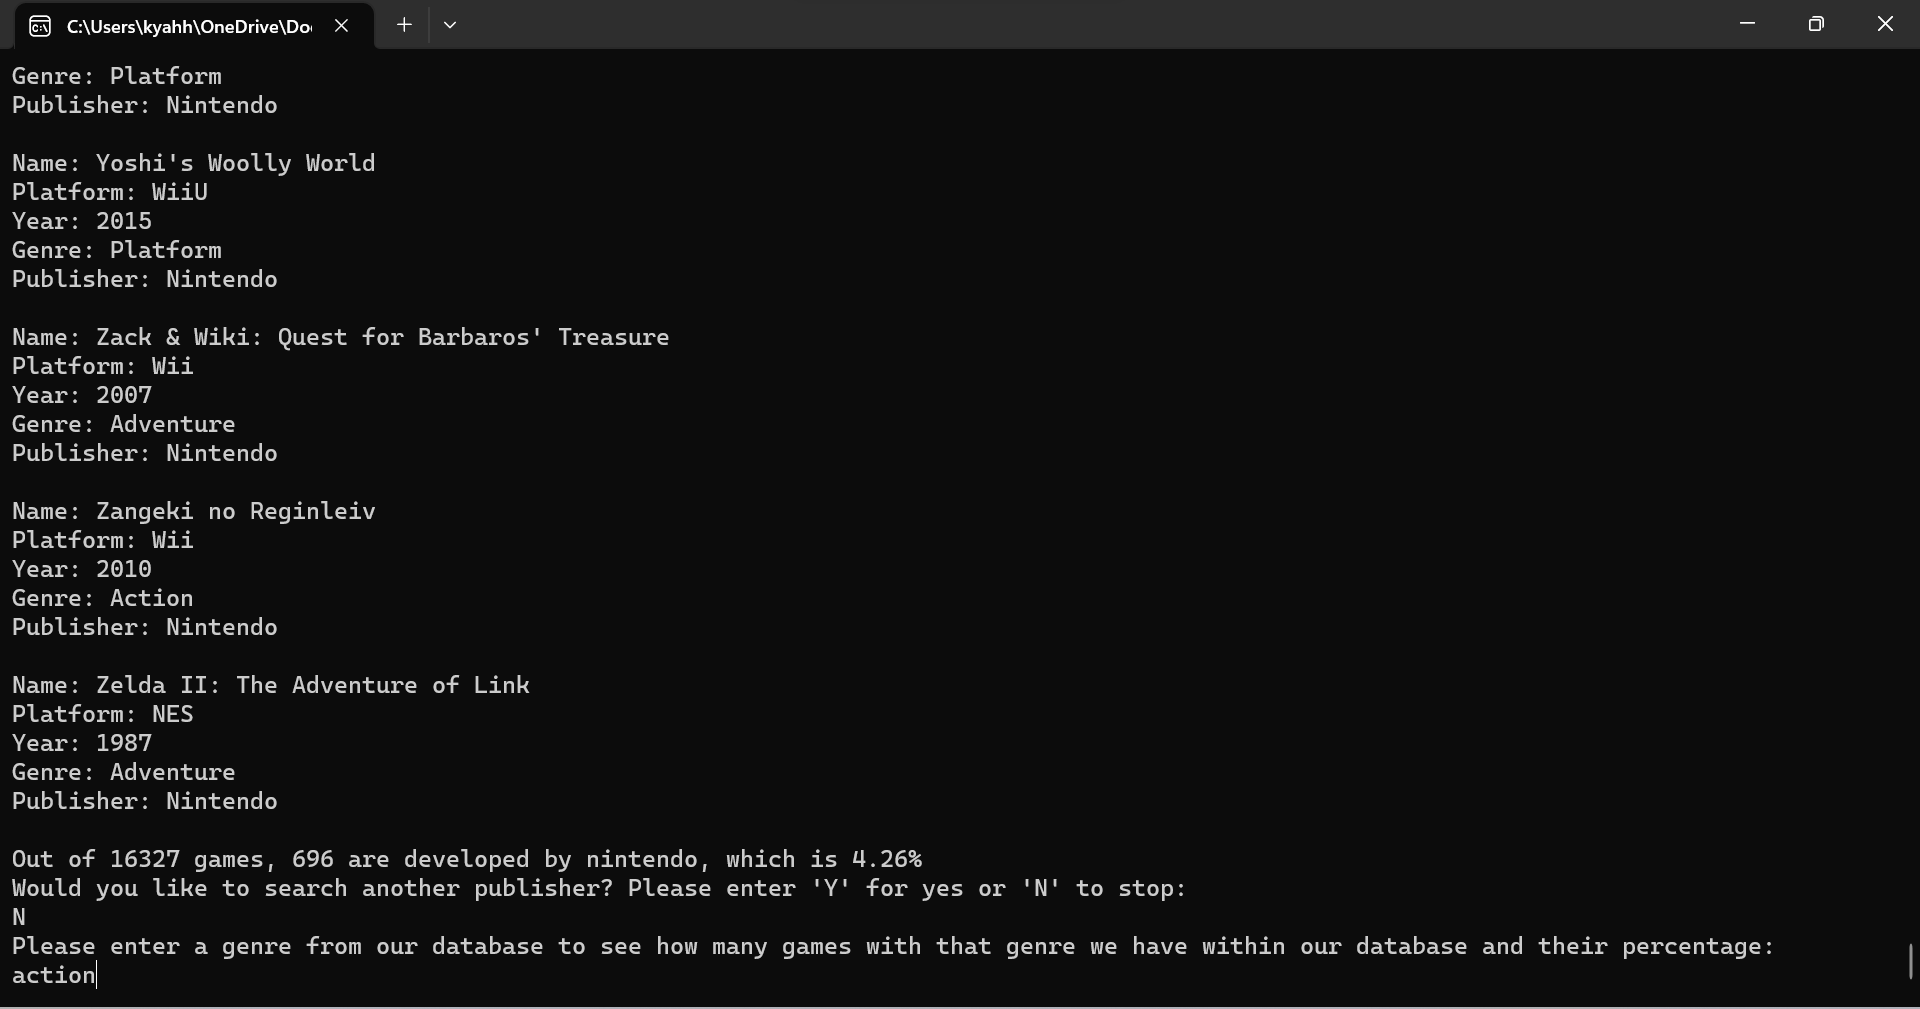 C:\Users\kyahh\OneDrive\Do
Genre: Platform
Publisher: Nintendo
Name: Yoshi's Woolly World
Platform: WiiU
Year: 2015
Genre: Platform
Publisher: Nintendo
Name: Zack & Wiki: Quest for Barbaros' Treasure
Platform: Wii
Year: 2007
Genre: Adventure
Publisher: Nintendo
Name: Zangeki no Reginleiv
Platform: Wii
Year: 2010
Genre: Action
Publisher: Nintendo
Name: Zelda II: The Adventure of Link
Platform: NES
Year: 1987
Genre: Adventure
Publisher: Nintendo
Out of 16327 games, 696 are developed by nintendo, which is 4.26%
Would you like to search another publisher? Please enter 'Y' for yes or 'N' to stop:
N
Please enter a genre from our database to see how many games with that genre we have within our database and their percentage:
action